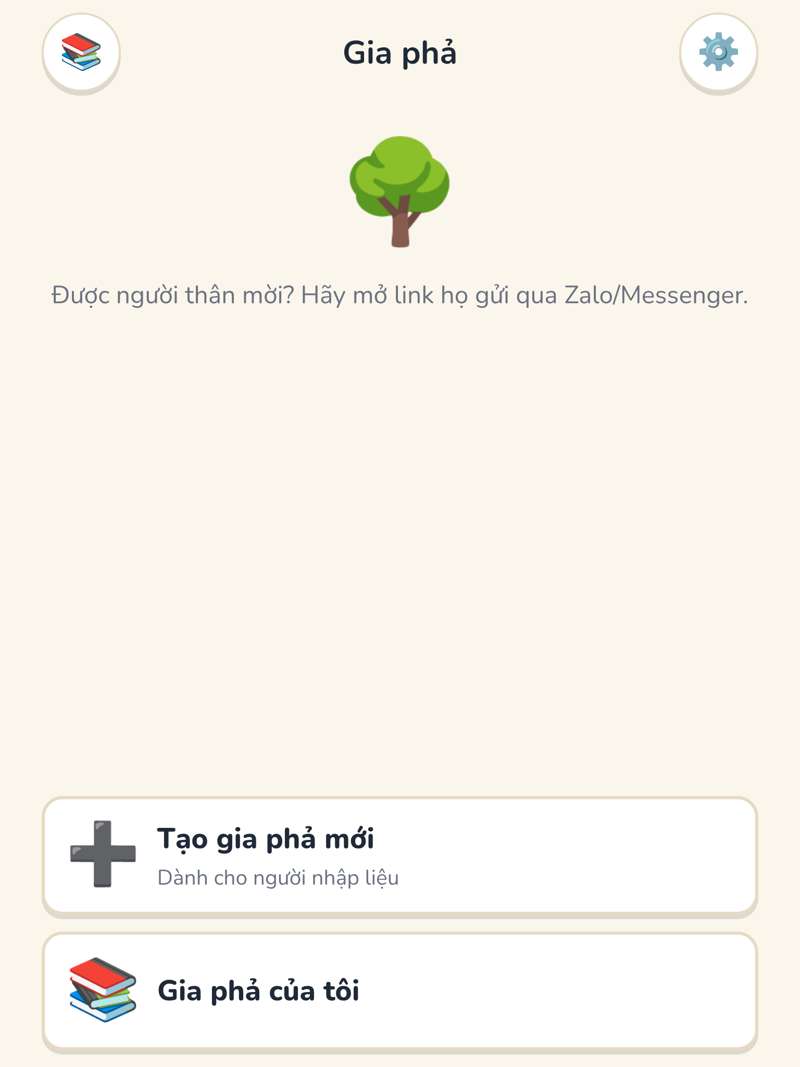 Gia phả
Được người thân mời? Hãy mở link họ gửi qua Zalo/Messenger.
Tạo gia phả mới
Dành cho người nhập liệu
Gia phả của tôi